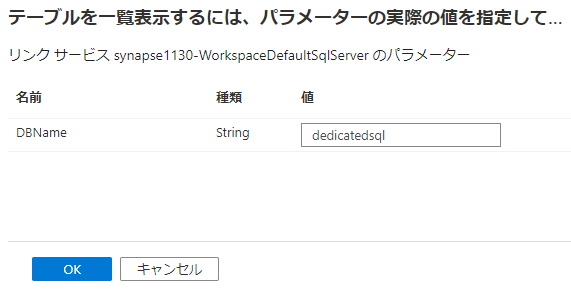 テーブルを一覧表示するには、パラメーターの実際の値を指定して...
リンク サービス synapse1130-WorkspaceDefaultSqlServer のパラメーター
名前 種類 値
DBName String dedicatedsql
OK キャンセル